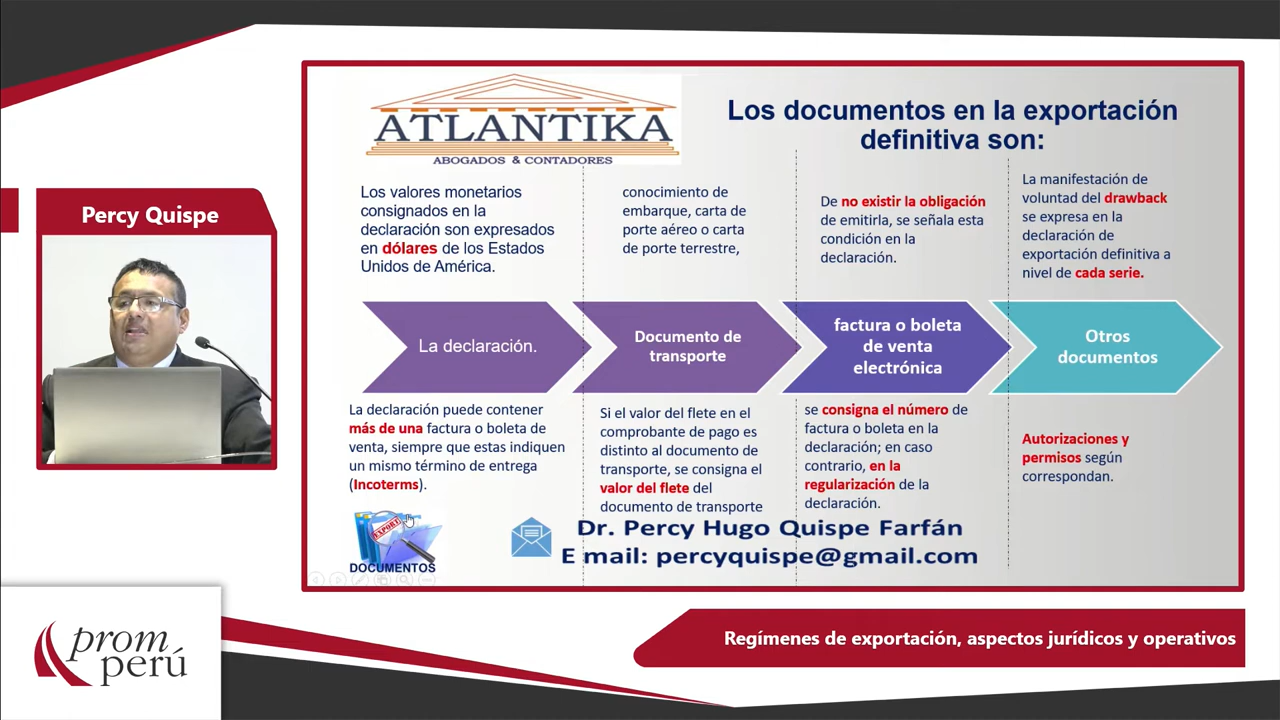 Percy Quispe
ATLANTIKA
ABOGADOS & CONTADORES
Los documentos en la exportación
definitiva son:
Los valores monetarios
consignados en la
declaración son expresados
en dólares de los Estados
Unidos de América.
conocimiento de
embarque, carta de
porte aéreo o carta
de porte terrestre,
De no existir la obligación
de emitirla, se señala esta
condición en la
declaración.
La manifestación de
voluntad del drawback
se expresa en la
declaración de
exportación definitiva a
nivel de cada serie.
La declaración.
Documento de
transporte
factura o boleta
de venta
electrónica
Otros
documentos
La declaración puede contener
más de una factura o boleta de
venta, siempre que estas indiquen
un mismo término de entrega
(Incoterms).
Si el valor del flete en el
comprobante de pago es
distinto al documento de
transporte, se consigna el
valor del flete del
documento de transporte
se consigna el número de
factura o boleta en la
declaración; en caso
contrario, en la
regularización de la
declaración.
Autorizaciones y
permisos según
correspondan.
EXPORT
DOCUMENTOS
Dr. Percy Hugo Quispe Farfán
E mail: percyquispe@gmail.com
prom
perú
Regímenes de exportación, aspectos jurídicos y operativos